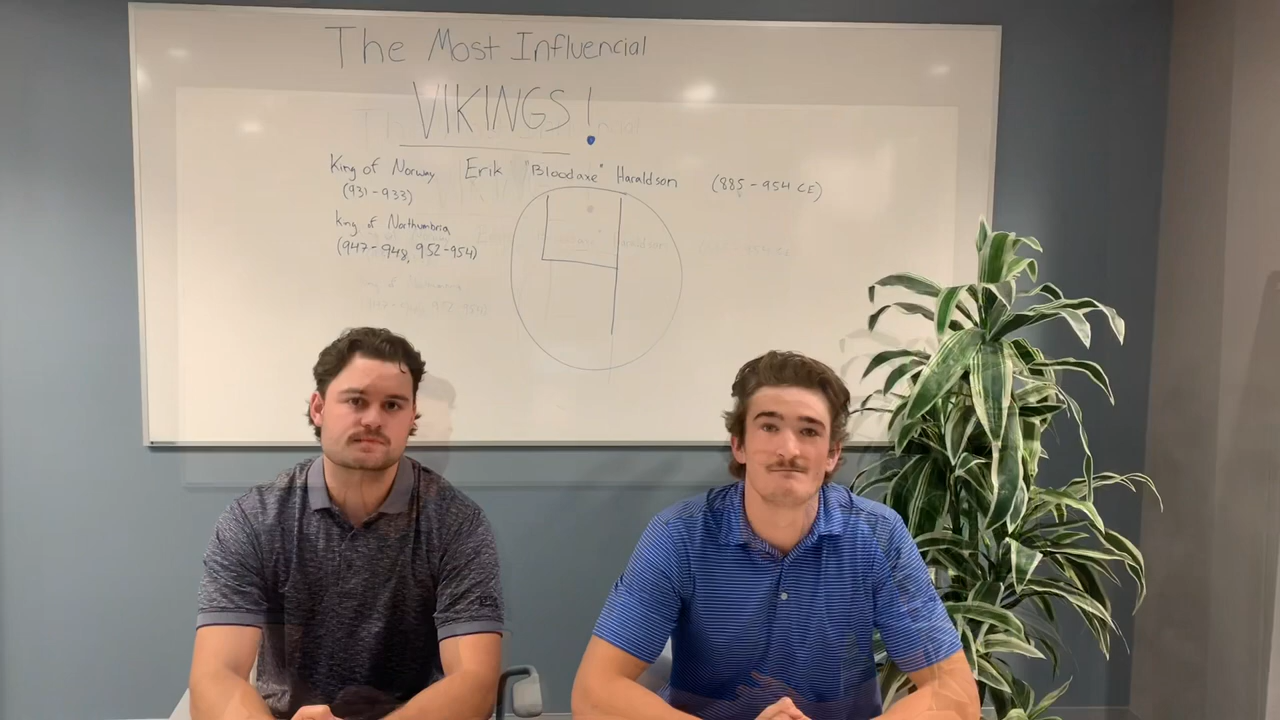 The Most Influencial
VIKINGS!
King of Norway Erik "Bloodaxe" Haraldson (885-954 CE)
(931-933)
King of Northumbria
(947-948, 952-954)